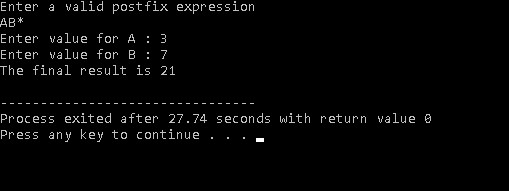 Enter a valid postfix expression
AB*
Enter value for A : 3
Enter value for B : 7
The final result is 21
--------------------------------
Process exited after 27.74 seconds with return value 0
Press any key to continue . . .